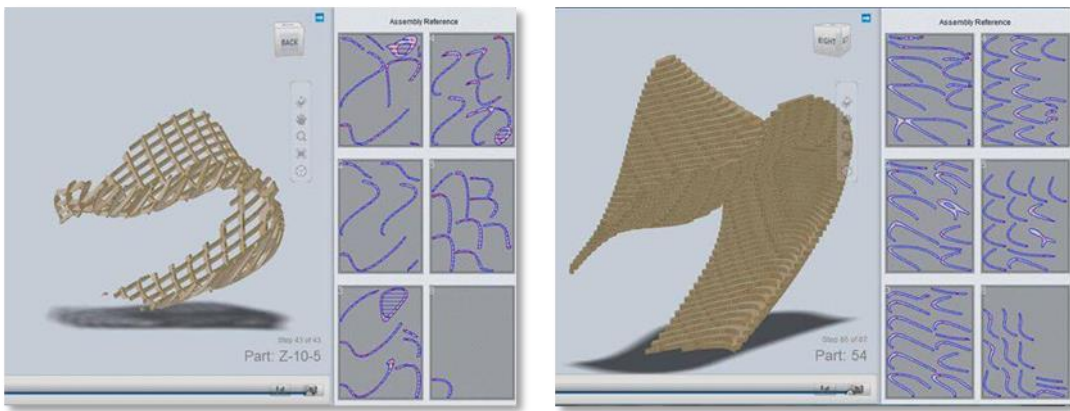 Assembly Reference
BACK
Step 43 of 43
Part: Z-10-5
Assembly Reference
RIGHT
Part: 54